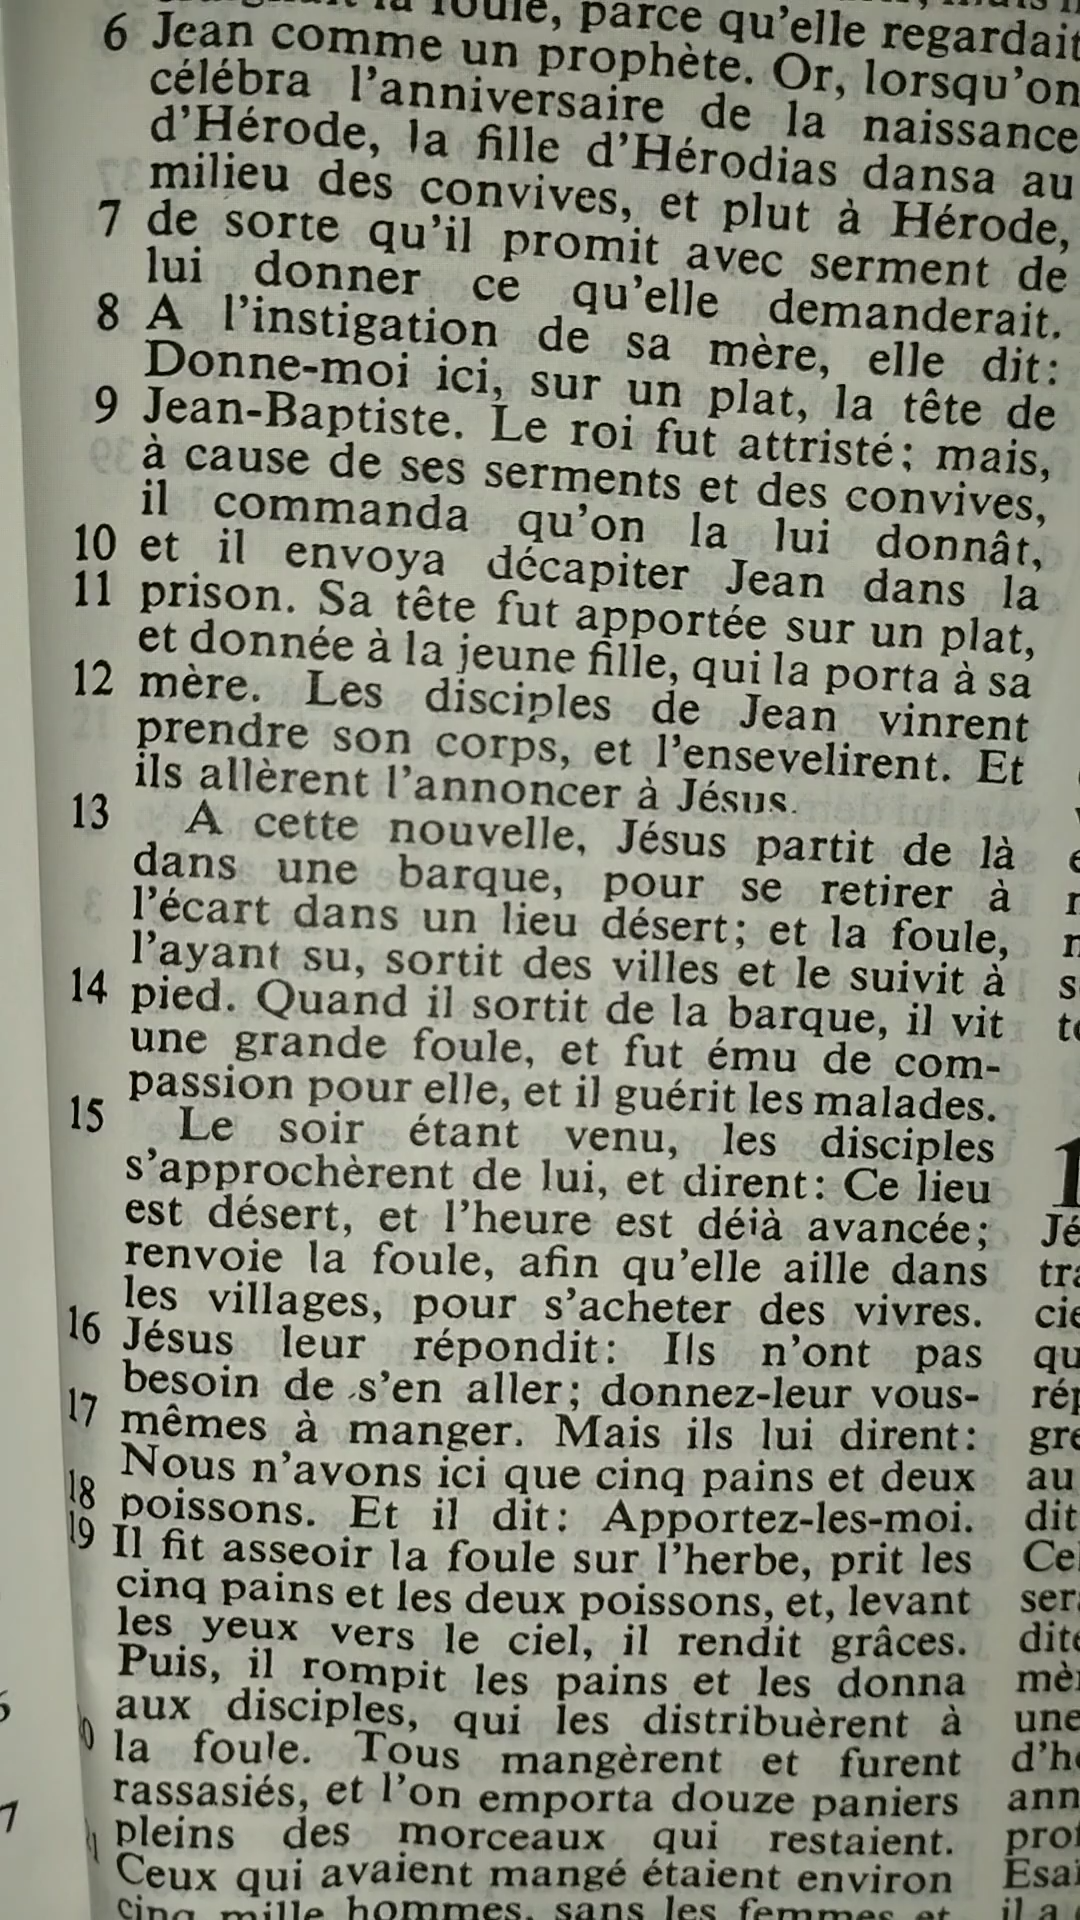 la foule, parce qu'elle regardait
6 Jean comme un prophète. Or, lorsqu'on
célébra l'anniversaire de la naissance
d'Hérode, la fille d'Hérodias dansa au
milieu des convives, et plut à Hérode,
7 de sorte qu'il promit avec serment de
lui donner ce qu'elle demanderait.
8 A l'instigation de sa mère, elle dit:
Donne-moi ici, sur un plat, la tête de
9 Jean-Baptiste. Le roi fut attristé; mais,
à cause de ses serments et des convives,
il commanda qu'on la lui donnât,
10 et il envoya décapiter Jean dans la
11 prison. Sa tête fut apportée sur un plat,
et donnée à la jeune fille, qui la porta à sa
12 mère. Les disciples de Jean vinrent
prendre son corps, et l'ensevelirent. Et
ils allèrent l'annoncer à Jésus.
13 A cette nouvelle, Jésus partit de là
dans une barque, pour se retirer à
l'écart dans un lieu désert; et la foule,
l'ayant su, sortit des villes et le suivit à
14 pied. Quand il sortit de la barque, il vit
une grande foule, et fut ému de com-
passion pour elle, et il guérit les malades.
15 Le soir étant venu, les disciples
s'approchèrent de lui, et dirent: Ce lieu
est désert, et l'heure est déjà avancée;
renvoie la foule, afin qu'elle aille dans
les villages, pour s'acheter des vivres.
16 Jésus leur répondit: Ils n'ont pas
besoin de s'en aller; donnez-leur vous-
17 mêmes à manger. Mais ils lui dirent:
Nous n'avons ici que cinq pains et deux
18 poissons. Et il dit: Apportez-les-moi.
19 Il fit asseoir la foule sur l'herbe, prit les
cinq pains et les deux poissons, et, levant
les yeux vers le ciel, il rendit grâces.
Puis, il rompit les pains et les donna
aux disciples, qui les distribuèrent à
la foule. Tous mangèrent et furent
rassasiés, et l'on emporta douze paniers
pleins des morceaux qui restaient.
Ceux qui avaient mangé étaient environ
cinq mille hommes, sans les femmes et